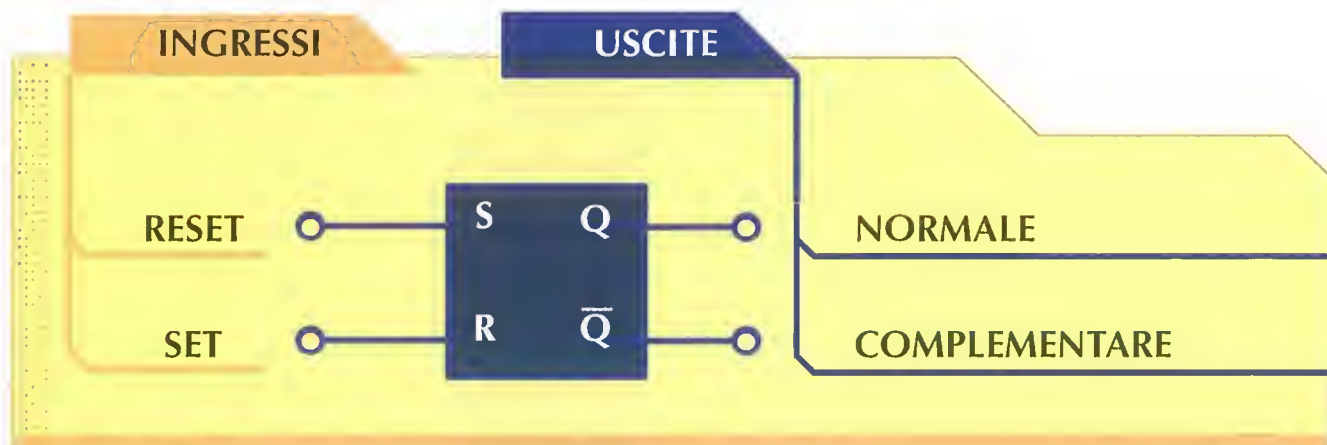 INGRESSI USCITE
RESET S Q NORMALE
SET R Q̅ COMPLEMENTARE